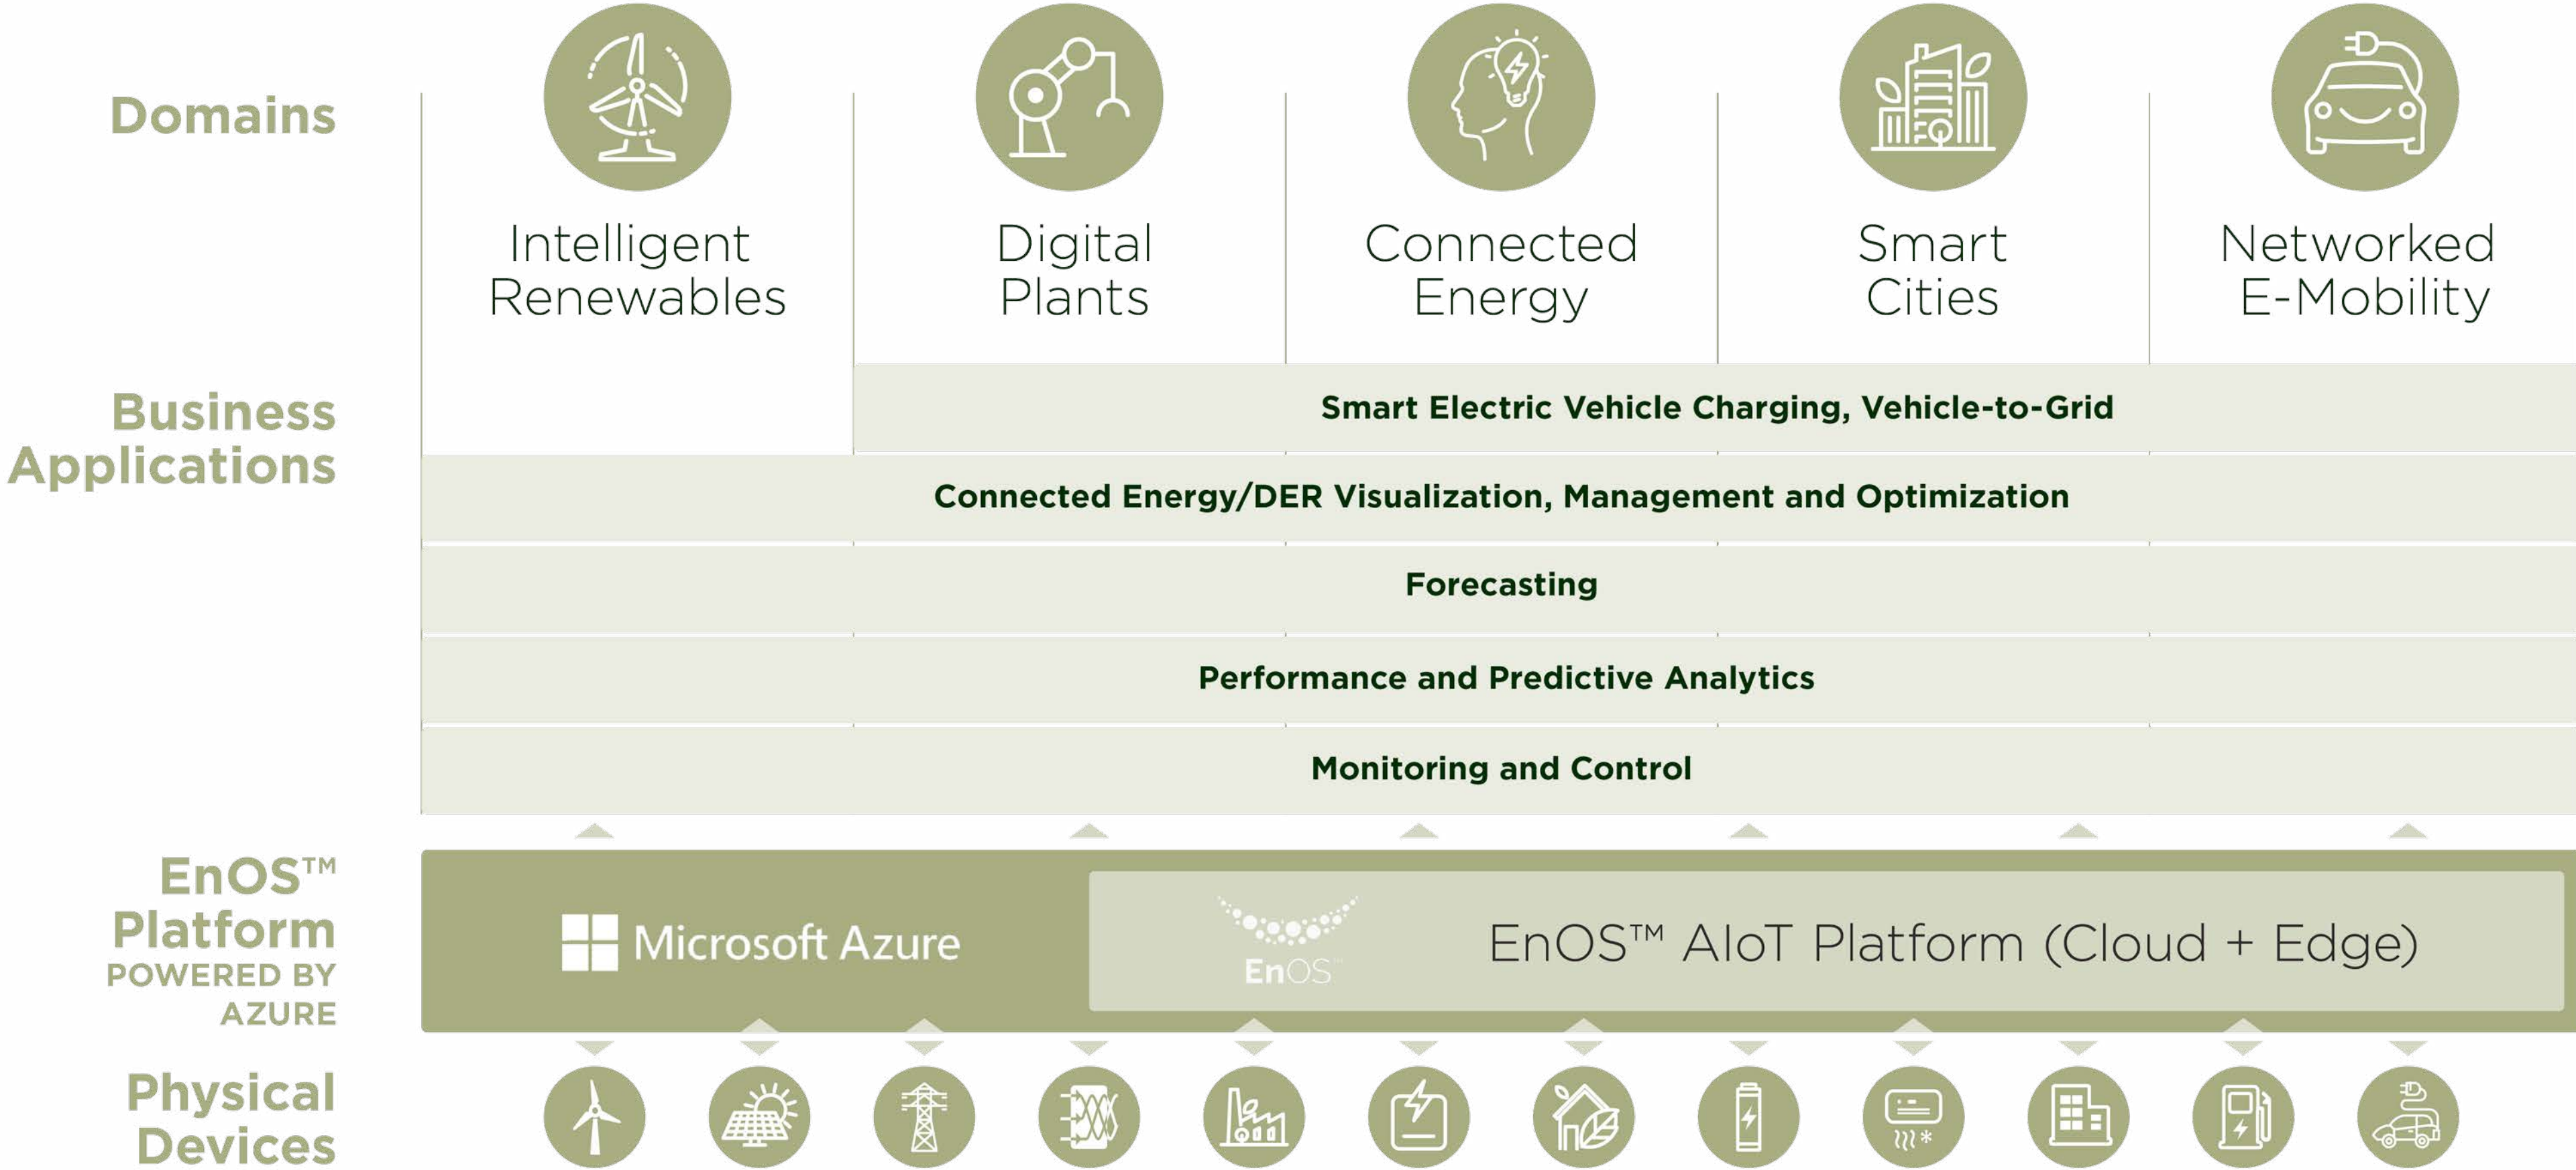 Domains
Intelligent
Renewables
Digital
Plants
Connected
Energy
Smart
Cities
Networked
E-Mobility
Business
Applications
Smart Electric Vehicle Charging, Vehicle-to-Grid
Connected Energy/DER Visualization, Management and Optimization
Forecasting
Performance and Predictive Analytics
Monitoring and Control
EnOS™
Platform
POWERED BY
AZURE
Microsoft Azure
EnOS™
EnOS™ AIoT Platform (Cloud + Edge)
Physical
Devices